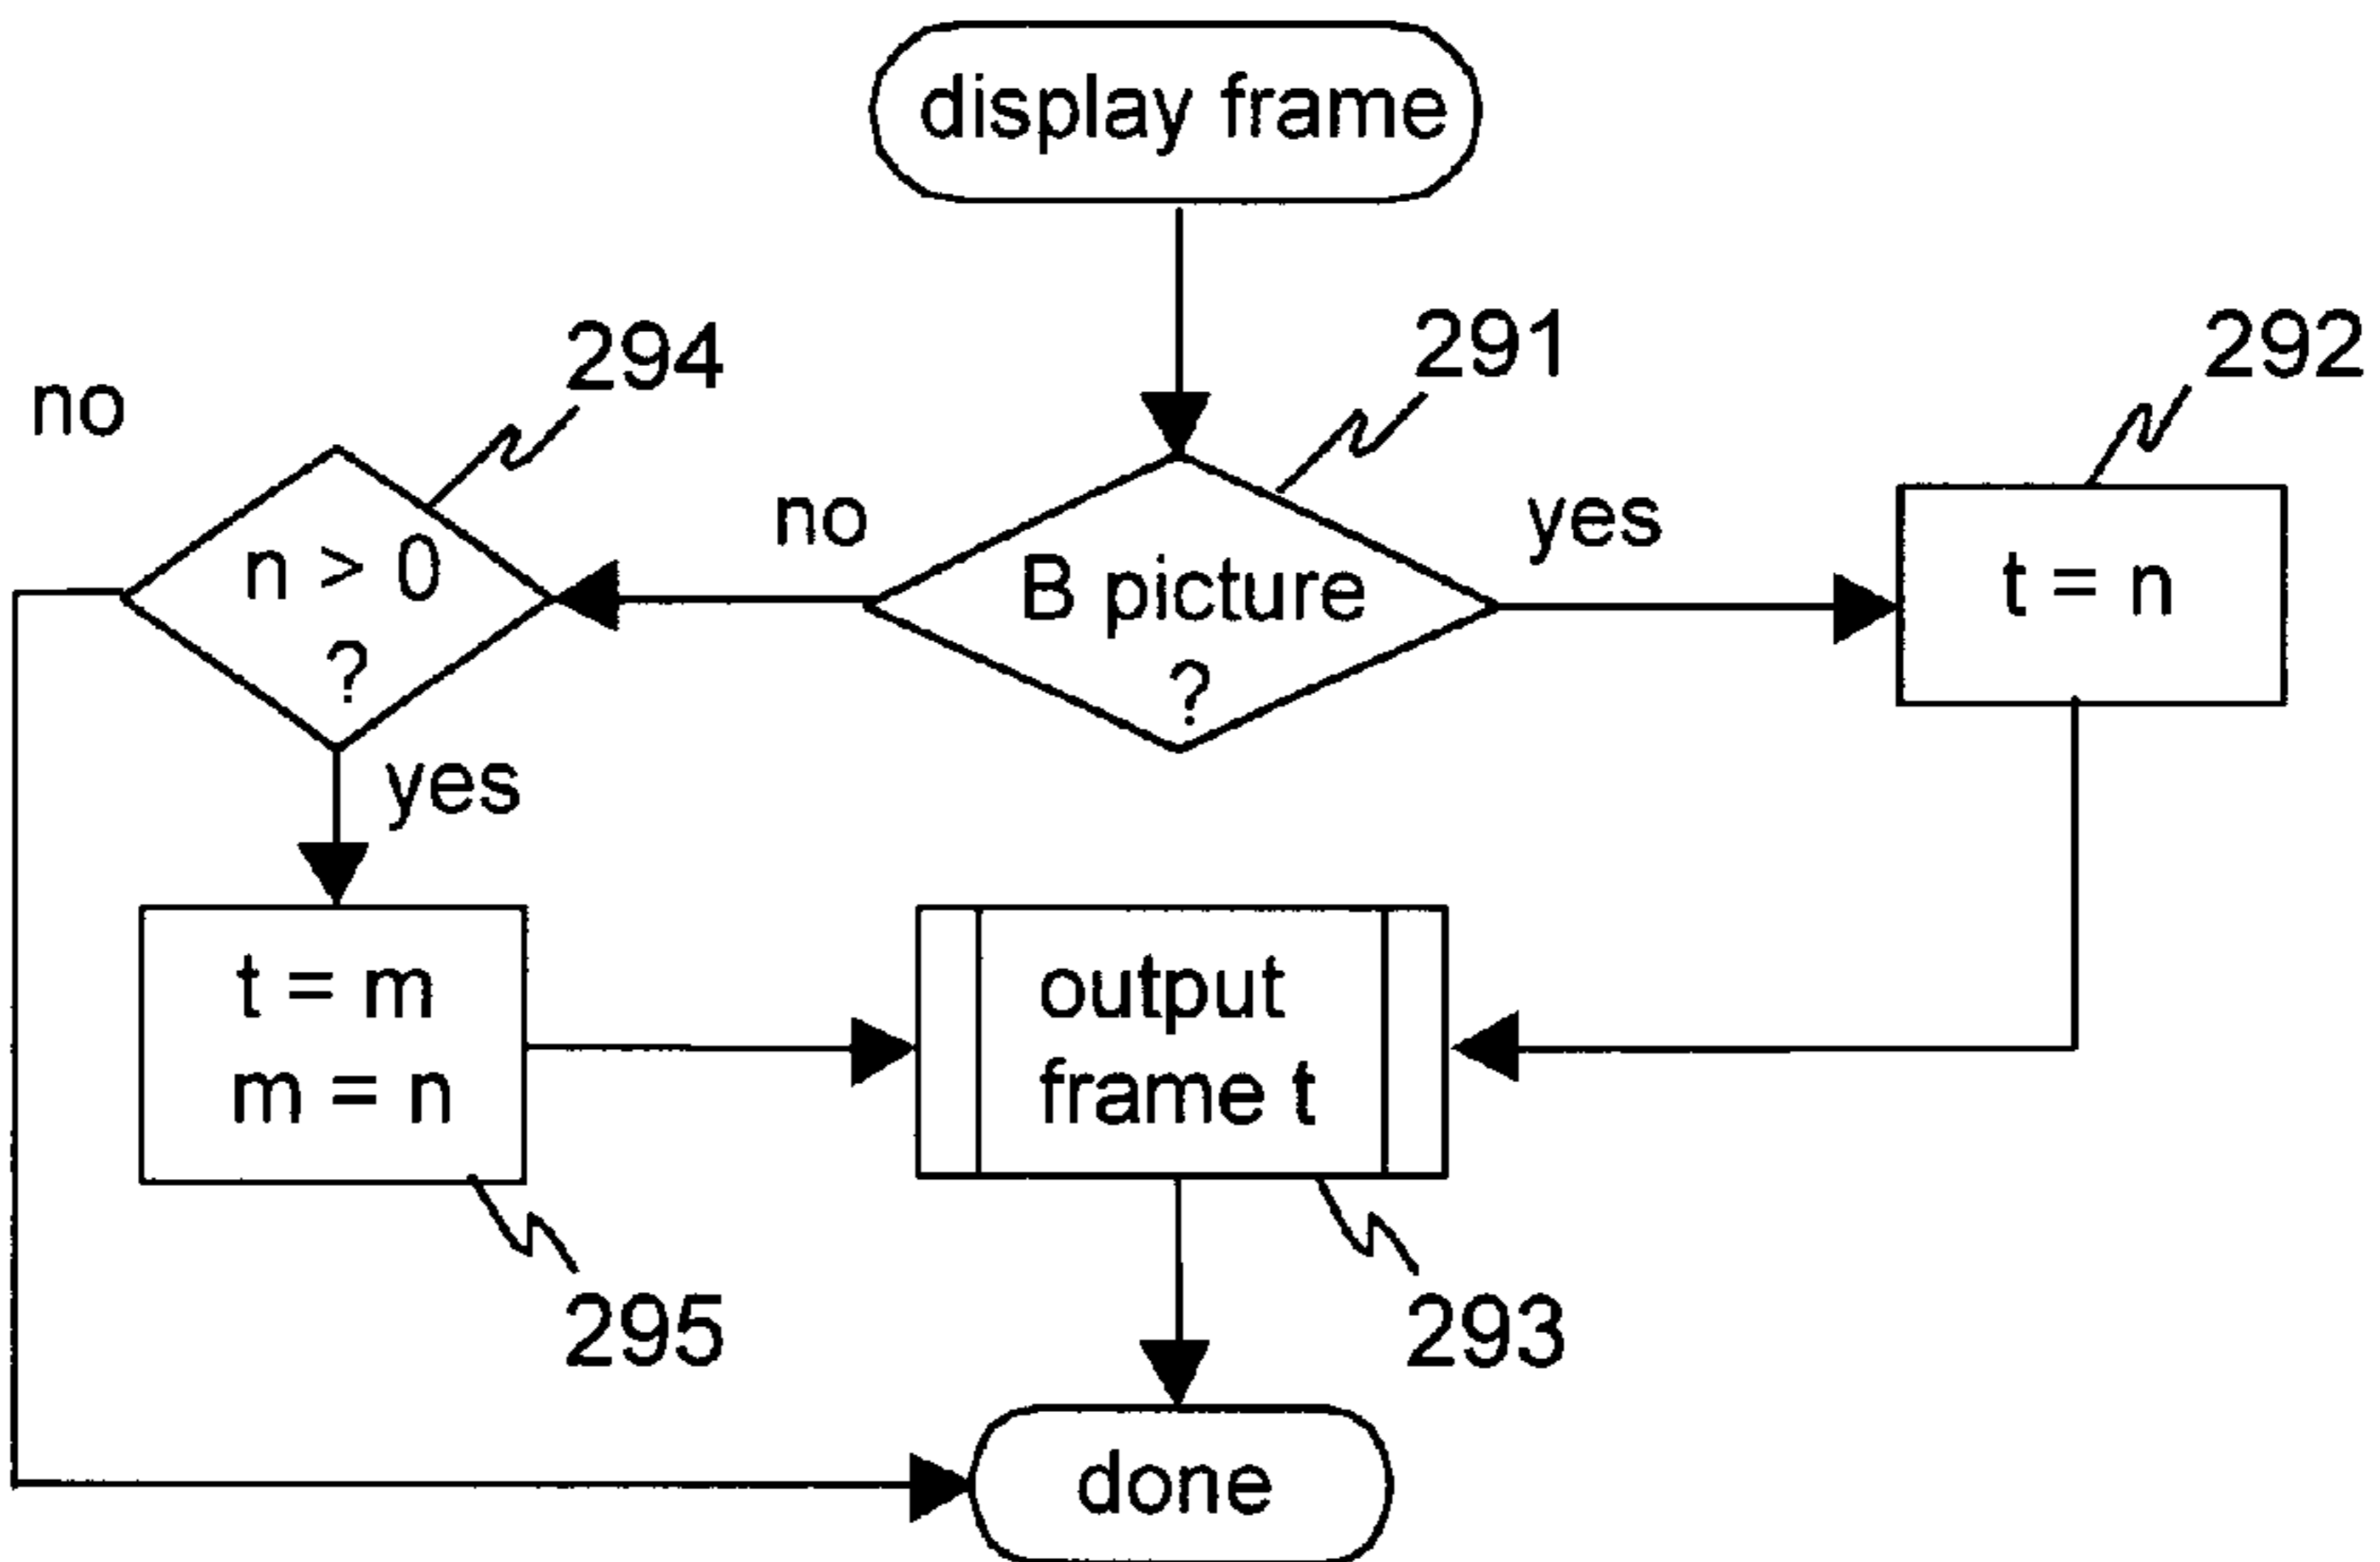 display frame
294
291
292
no
no
yes
n > 0
?
B picture
?
t = n
yes
t = m
m = n
output
frame t
295
293
done